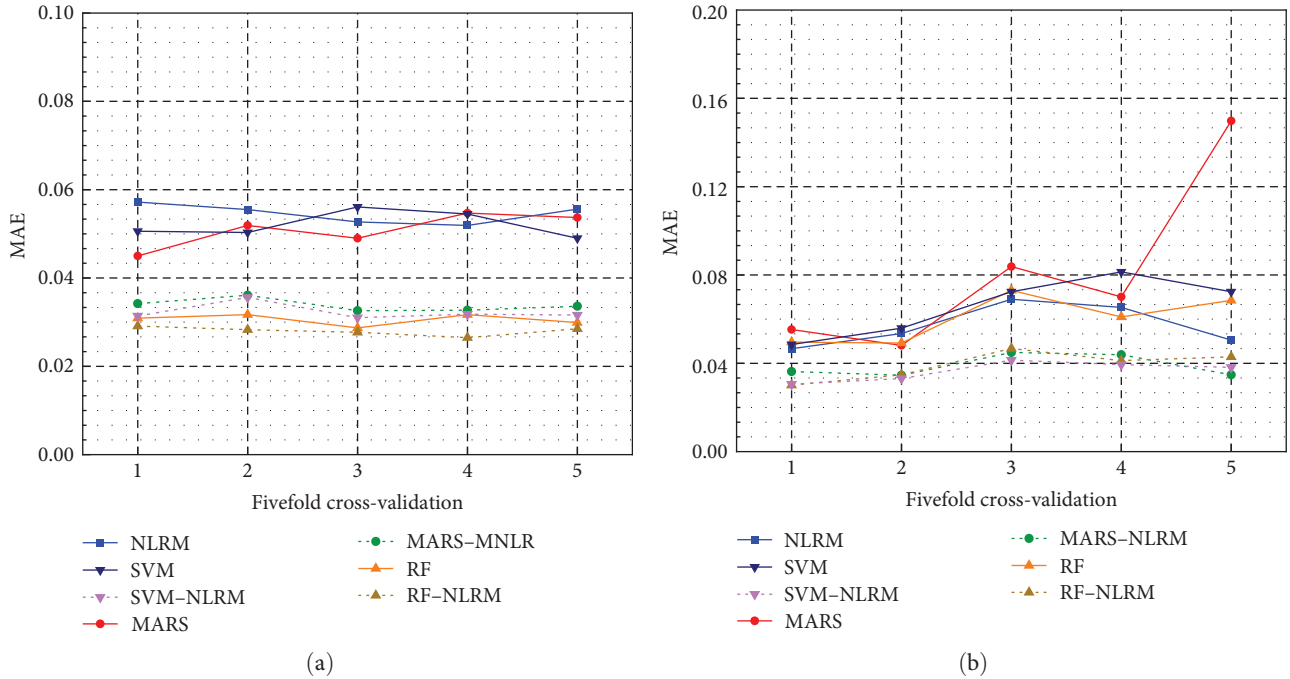 0.10
0.08
0.06
0.04
0.02
0.00
MAE
1 2 3 4 5
Fivefold cross-validation
NLRM
SVM
SVM–NLRM
MARS
MARS–MNLR
RF
RF–NLRM
(a)
0.20
0.16
0.12
0.08
0.04
0.00
MAE
1 2 3 4 5
Fivefold cross-validation
NLRM
SVM
SVM–NLRM
MARS
MARS–NLRM
RF
RF–NLRM
(b)